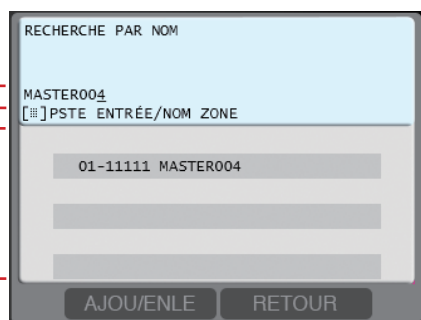 RECHERCHE PAR NOM
MASTER004
[⁝⁝⁝]PSTE ENTRÉE/NOM ZONE
01-11111 MASTER004
AJOU/ENLE RETOUR